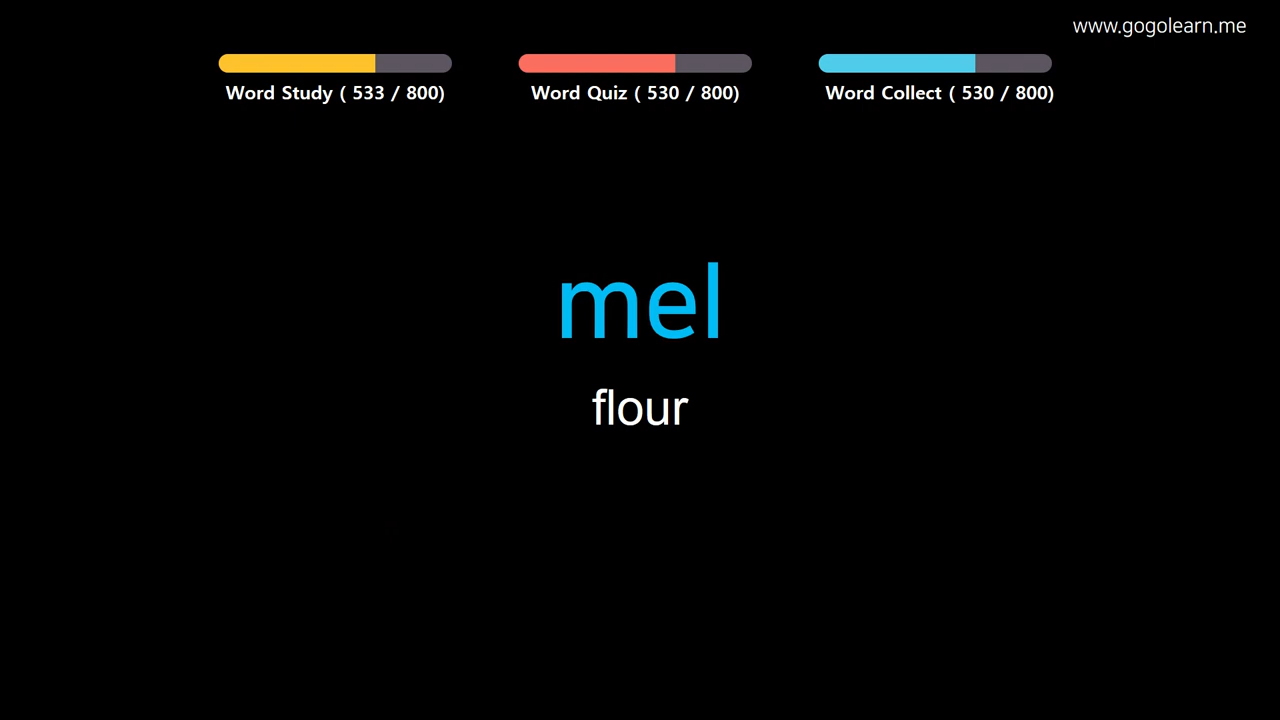 www.gogolearn.me
Word Study ( 533 / 800)
Word Quiz ( 530 / 800)
Word Collect ( 530 / 800)
mel
flour